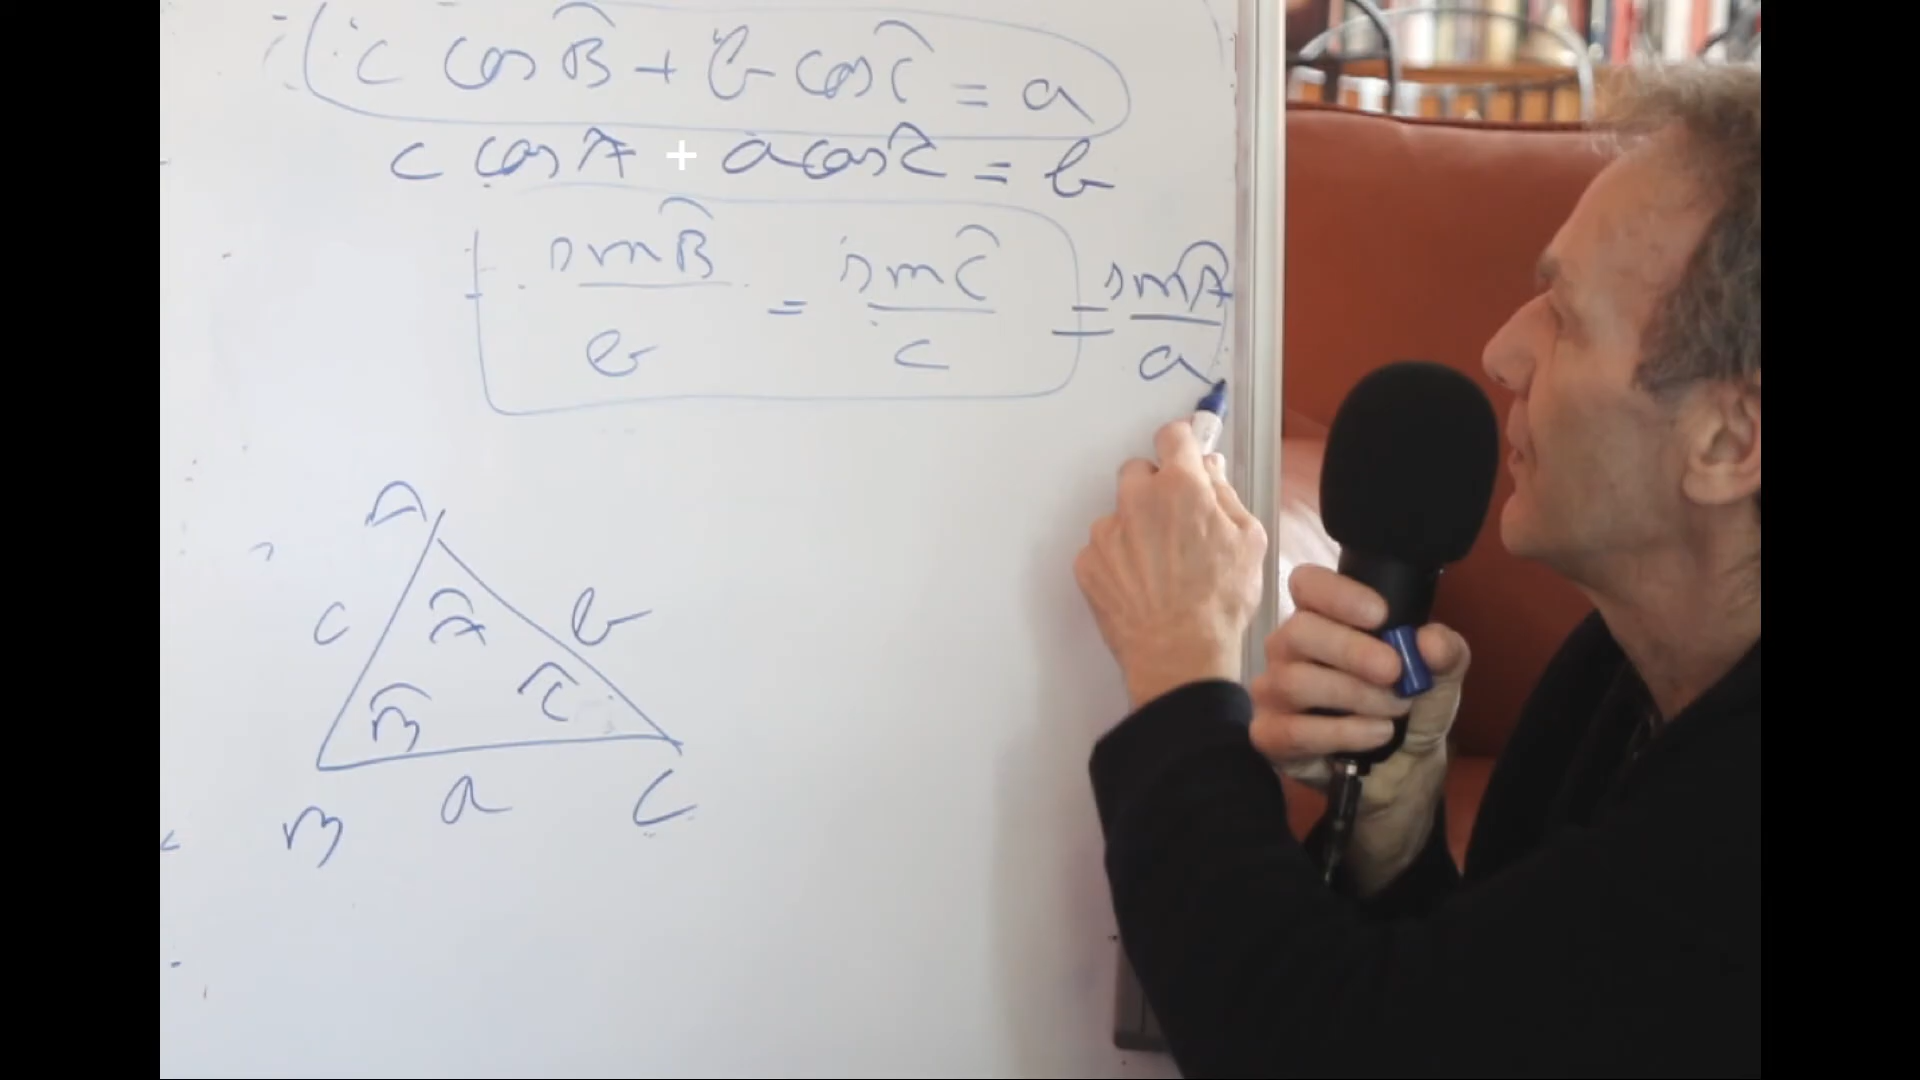 c cos B̂ + b cos Ĉ = a
c cos Â + a cos Ĉ = b
sin B̂ / b = sin Ĉ / c = sin Â / a
A
c Â b
B̂ Ĉ
B a C